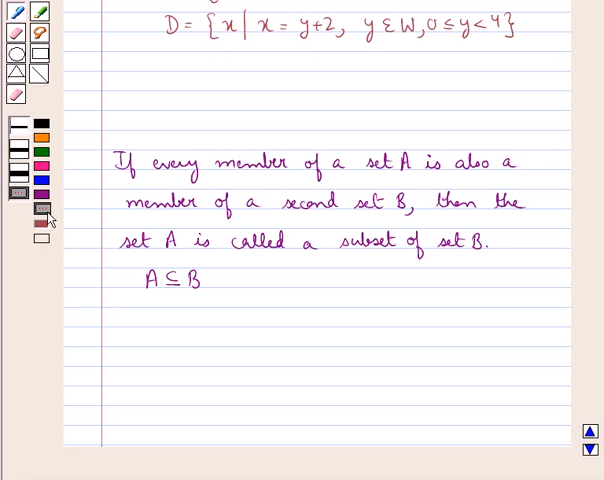 D = { x | x = y+2, y ε W, 0 ≤ y < 4 }
If every member of a set A is also a
member of a second set B, then the
set A is called a subset of set B.
A ⊆ B